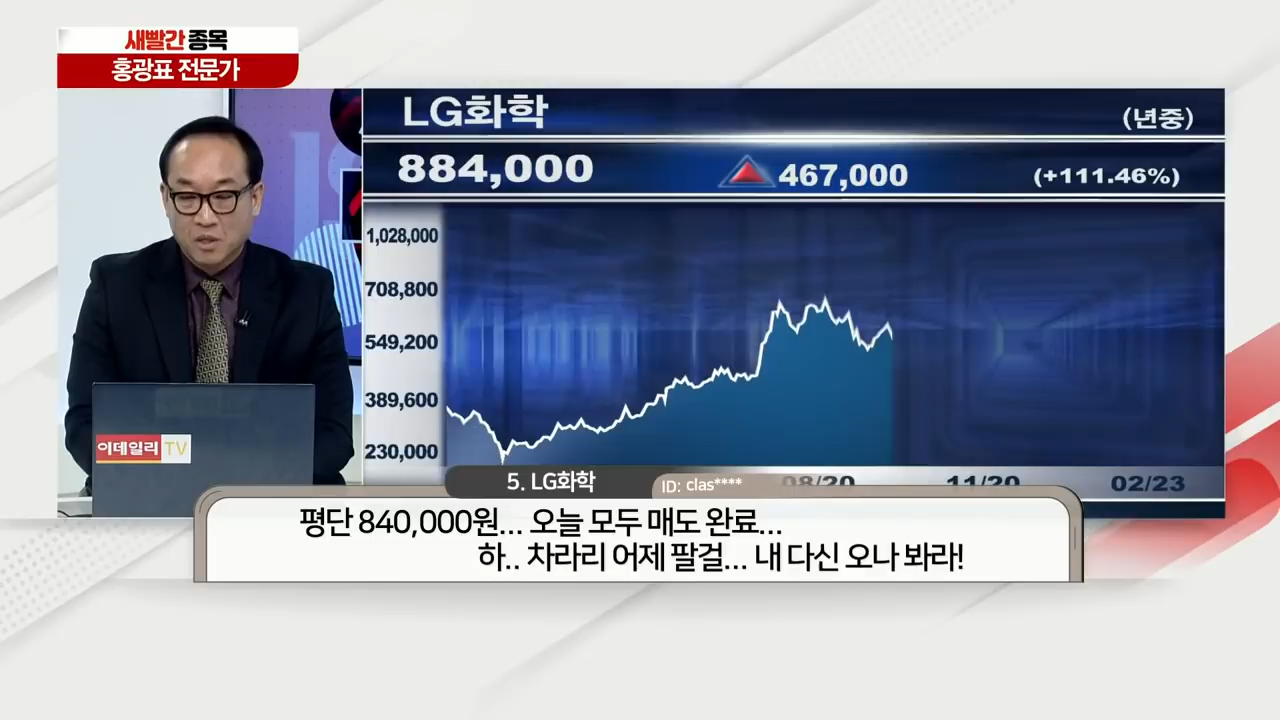 새빨간 종목
홍광표 전문가
LG화학
(년중)
884,000
467,000
(+111.46%)
1,028,000
708,800
549,200
389,600
230,000
08/20
11/20
02/23
이데일리 TV
5. LG화학
ID: clas****
평단 840,000원... 오늘 모두 매도 완료...
하.. 차라리 어제 팔걸... 내 다신 오나 봐라!